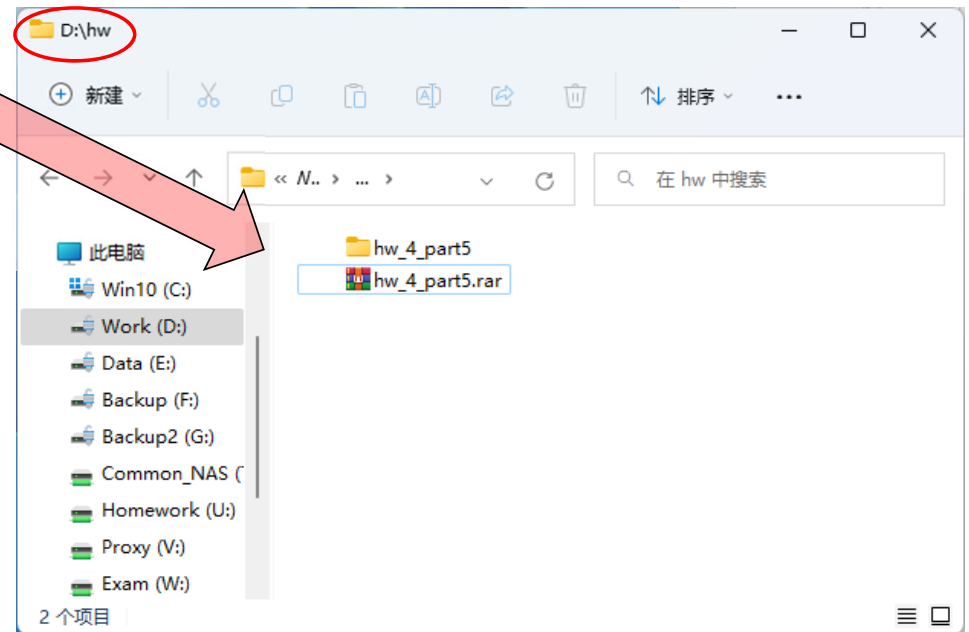 D:\hw
新建
排序
« N.. › ... ›
在 hw 中搜索
此电脑
Win10 (C:)
Work (D:)
Data (E:)
Backup (F:)
Backup2 (G:)
Common_NAS (
Homework (U:)
Proxy (V:)
Exam (W:)
hw_4_part5
hw_4_part5.rar
2 个项目